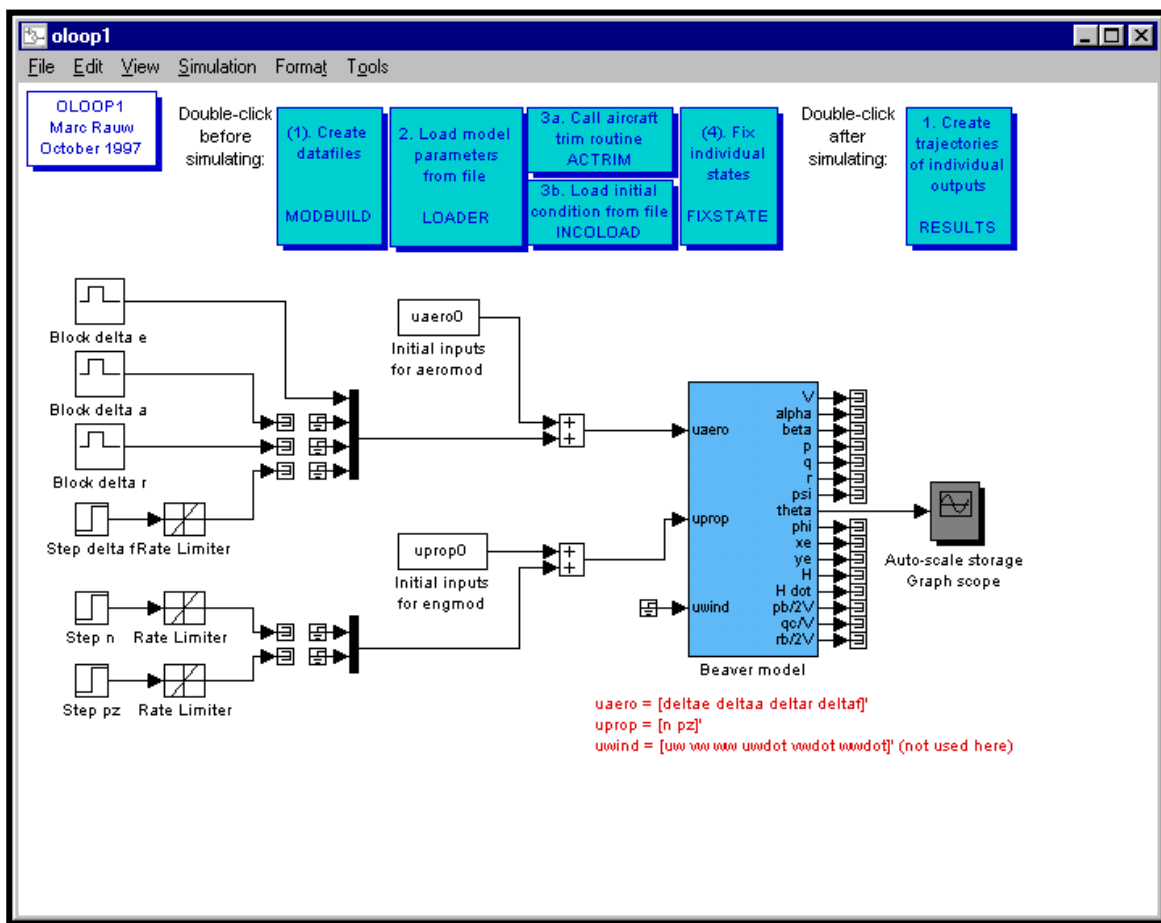 oloop1
File Edit View Simulation Format Tools
OLOOP1
Marc Rauw
October 1997
Double-click
before
simulating:
(1). Create
datafiles
MODBUILD
2. Load model
parameters
from file
LOADER
3a. Call aircraft
trim routine
ACTRIM
3b. Load initial
condition from file
INCOLOAD
(4). Fix
individual
states
FIXSTATE
Double-click
after
simulating:
1. Create
trajectories
of individual
outputs
RESULTS
Block delta e
Block delta a
Block delta r
Step delta f
Rate Limiter
Step n
Rate Limiter
Step pz
Rate Limiter
uaero0
Initial inputs
for aeromod
uprop0
Initial inputs
for engmod
+
+
+
+
uaero
uprop
uwind
V
alpha
beta
p
q
r
psi
theta
phi
xe
ye
H
H dot
pb/2V
qc/V
rb/2V
Beaver model
Auto-scale storage
Graph scope
uaero = [deltae deltaa deltar deltaf]'
uprop = [n pz]'
uwind = [uw vw ww uwdot vwdot wwdot]' (not used here)